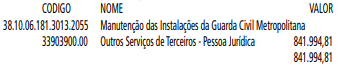 CODIGO NOME VALOR
38.10.06.181.3013.2055 Manutenção das Instalações da Guarda Civil Metropolitana
33903900.00 Outros Serviços de Terceiros - Pessoa Jurídica 841.994,81
841.994,81